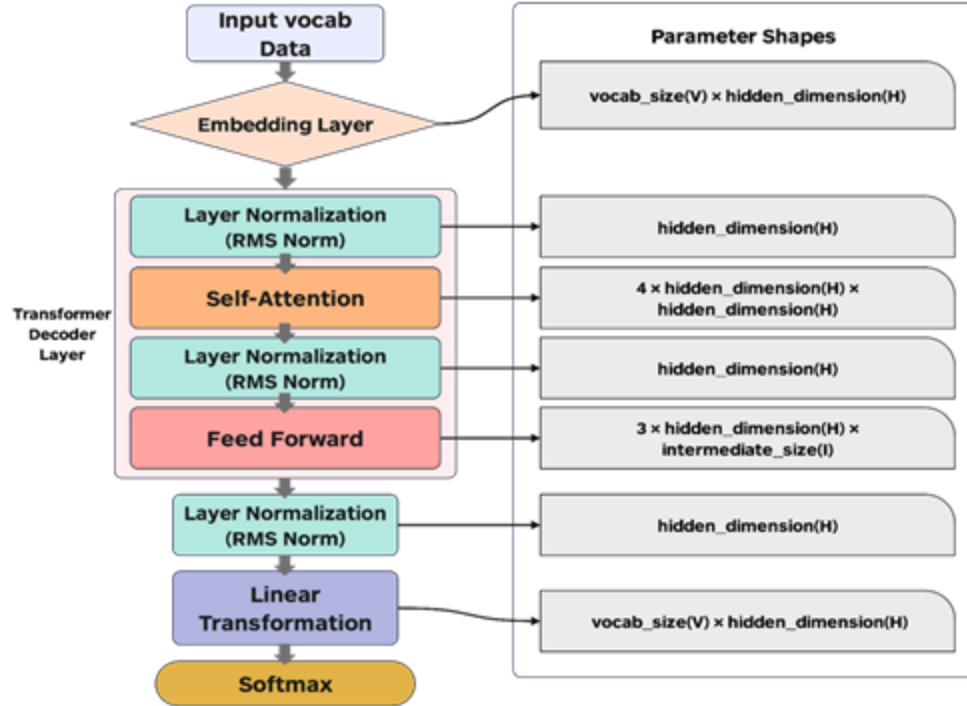 Input vocab
Data
Parameter Shapes
vocab_size(V) × hidden_dimension(H)
Embedding Layer
Layer Normalization
(RMS Norm)
hidden_dimension(H)
Self-Attention
4 × hidden_dimension(H) ×
hidden_dimension(H)
Transformer
Decoder
Layer
Layer Normalization
(RMS Norm)
hidden_dimension(H)
Feed Forward
3 × hidden_dimension(H) ×
intermediate_size(I)
Layer Normalization
(RMS Norm)
hidden_dimension(H)
Linear
Transformation
vocab_size(V) × hidden_dimension(H)
Softmax